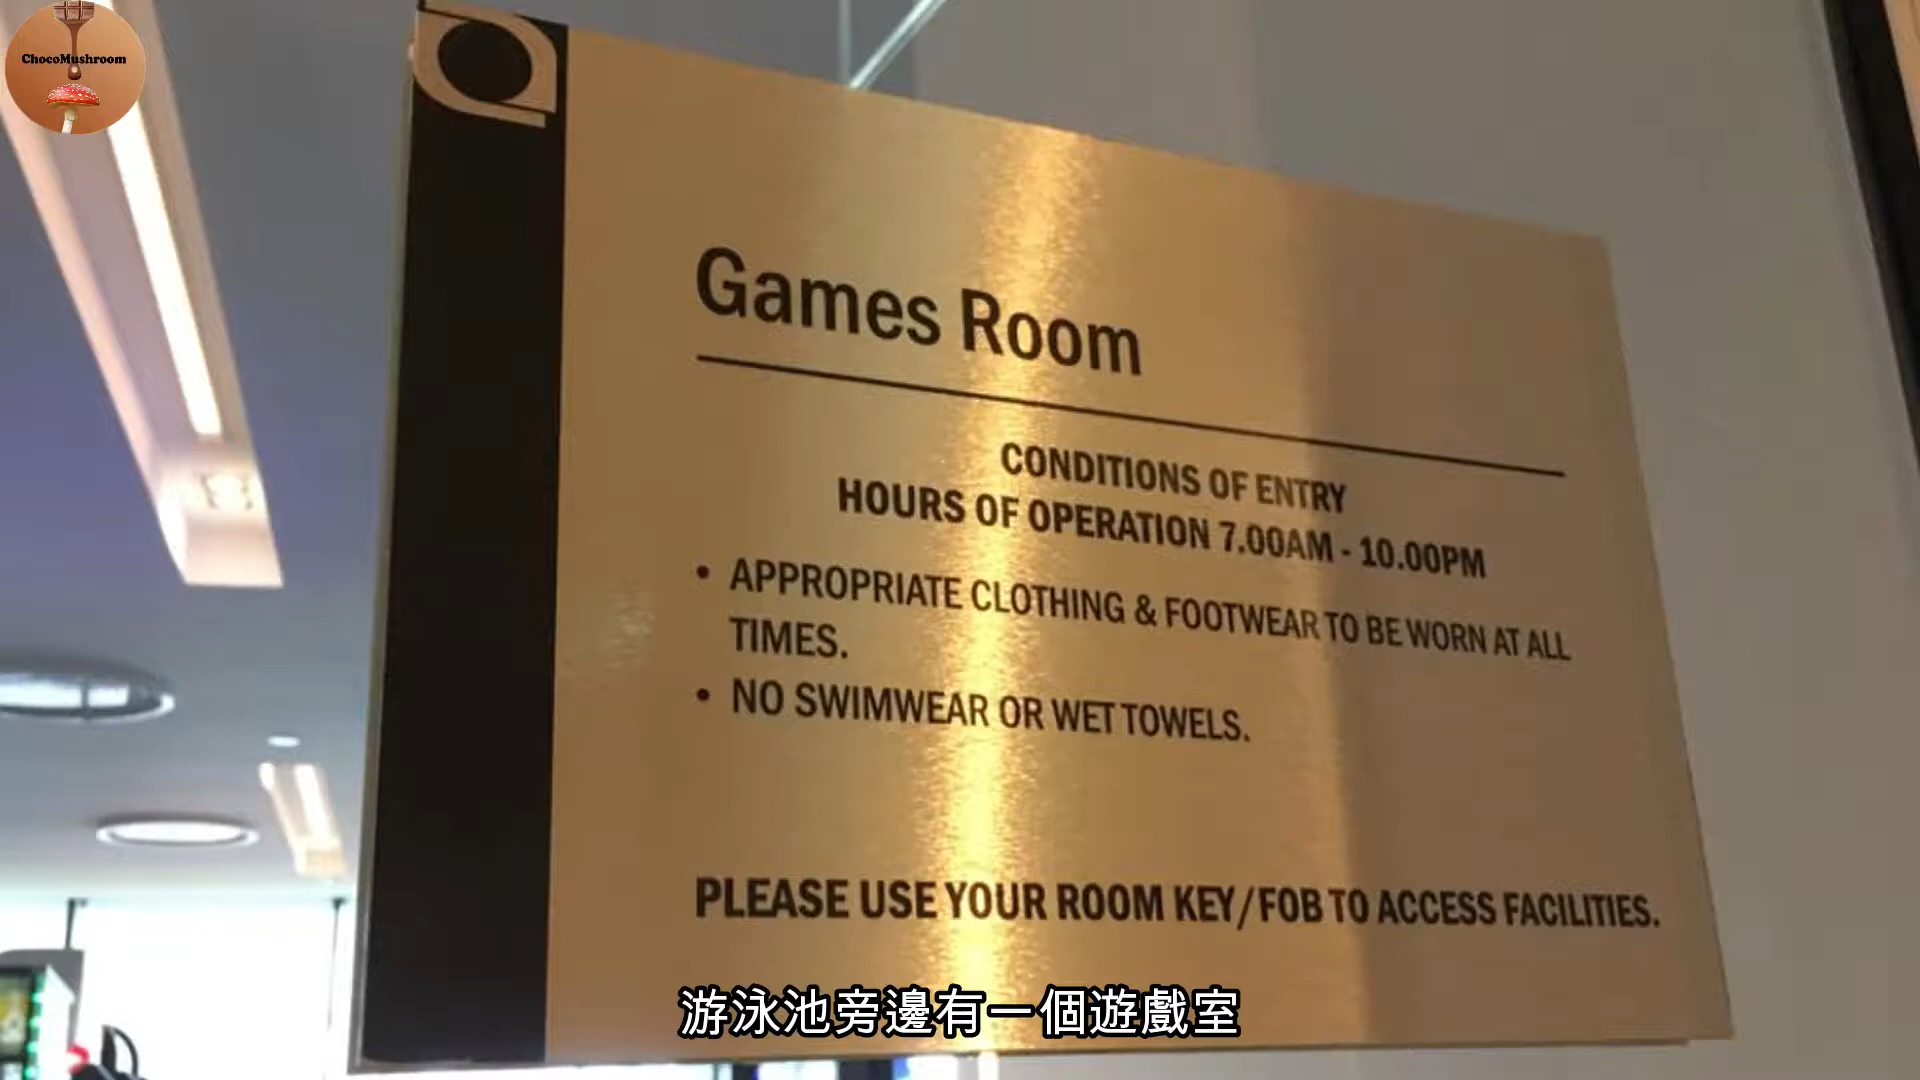 ChocoMushroom
Games Room
CONDITIONS OF ENTRY
HOURS OF OPERATION 7.00AM - 10.00PM
• APPROPRIATE CLOTHING & FOOTWEAR TO BE WORN AT ALL
TIMES.
• NO SWIMWEAR OR WET TOWELS.
PLEASE USE YOUR ROOM KEY/FOB TO ACCESS FACILITIES.
游泳池旁邊有一個遊戲室